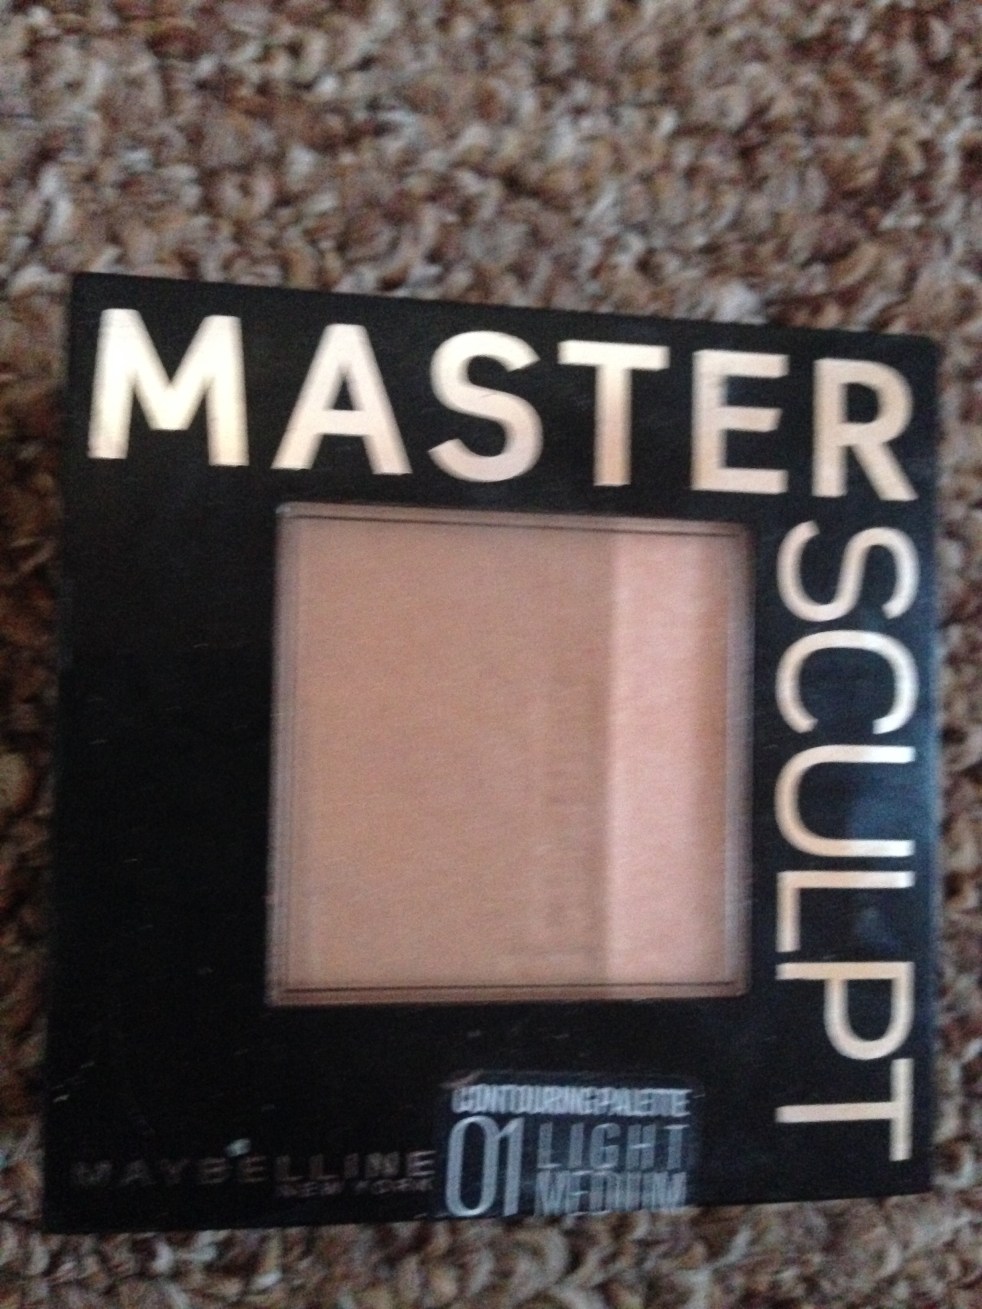 MASTER
SCULPT
CONTOURING PALETTE
01 LIGHT
MEDIUM
MAYBELLINE
NEW YORK